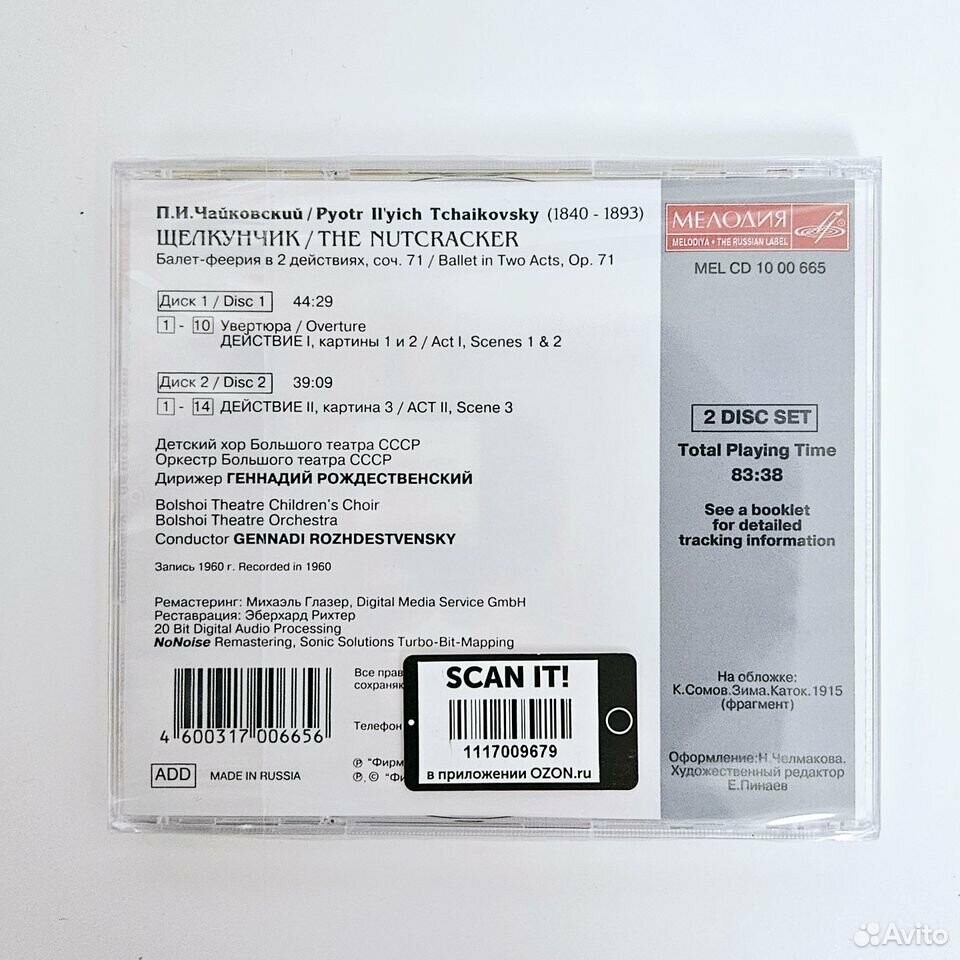 П.И.Чайковский / Pyotr Il'yich Tchaikovsky (1840 - 1893)
ЩЕЛКУНЧИК / THE NUTCRACKER
Балет-феерия в 2 действиях, соч. 71 / Ballet in Two Acts, Op. 71
Диск 1 / Disc 1 44:29
1 - 10 Увертюра / Overture
ДЕЙСТВИЕ I, картины 1 и 2 / Act I, Scenes 1 & 2
Диск 2 / Disc 2 39:09
1 - 14 ДЕЙСТВИЕ II, картина 3 / ACT II, Scene 3
Детский хор Большого театра СССР
Оркестр Большого театра СССР
Дирижер ГЕННАДИЙ РОЖДЕСТВЕНСКИЙ
Bolshoi Theatre Children's Choir
Bolshoi Theatre Orchestra
Conductor GENNADI ROZHDESTVENSKY
Запись 1960 г. Recorded in 1960
Ремастеринг: Михаэль Глазер, Digital Media Service GmbH
Реставрация: Эберхард Рихтер
20 Bit Digital Audio Processing
NoNoise Remastering, Sonic Solutions Turbo-Bit-Mapping
4 600317 006656
ADD MADE IN RUSSIA
Все прав
сохраняк
Телефон
℗ "Фирм
℗, © "Фи
SCAN IT!
1117009679
в приложении OZON.ru
МЕЛОДИЯ
MELODIYA • THE RUSSIAN LABEL
MEL CD 10 00 665
2 DISC SET
Total Playing Time
83:38
See a booklet
for detailed
tracking information
На обложке:
К.Сомов.Зима.Каток.1915
(фрагмент)
Оформление:Н.Челмакова.
Художественный редактор
Е.Пинаев
Avito